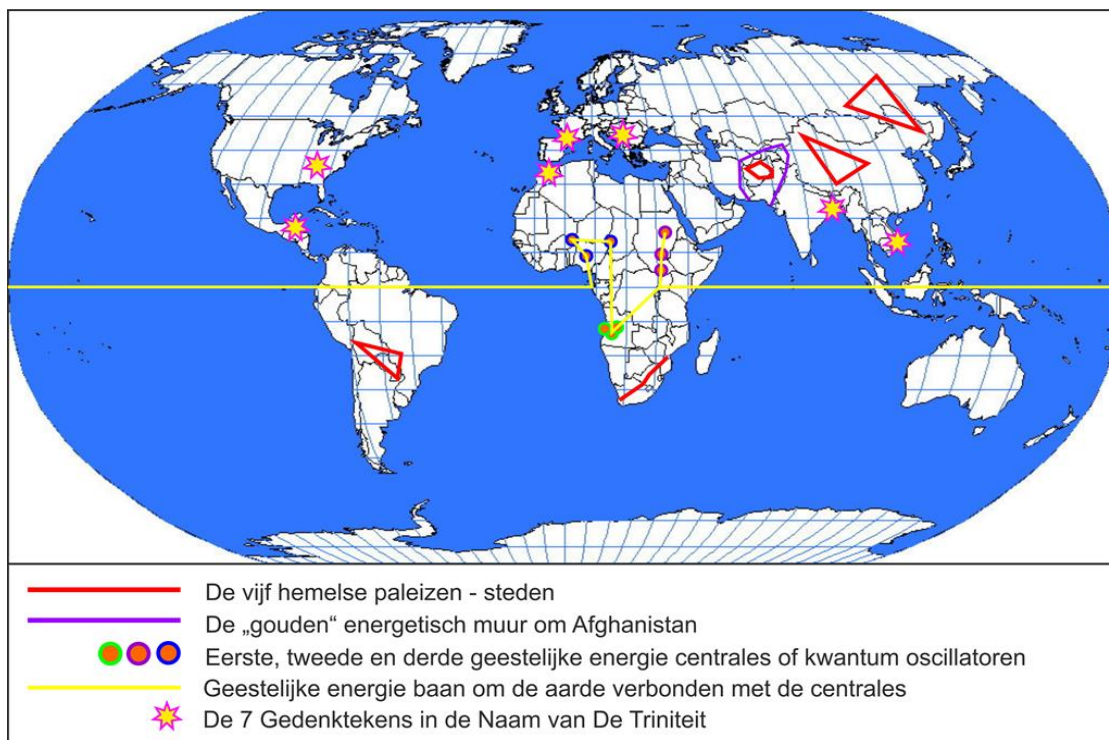 De vijf hemelse paleizen - steden
De „gouden“ energetisch muur om Afghanistan
Eerste, tweede en derde geestelijke energie centrales of kwantum oscillatoren
Geestelijke energie baan om de aarde verbonden met de centrales
De 7 Gedenktekens in de Naam van De Triniteit